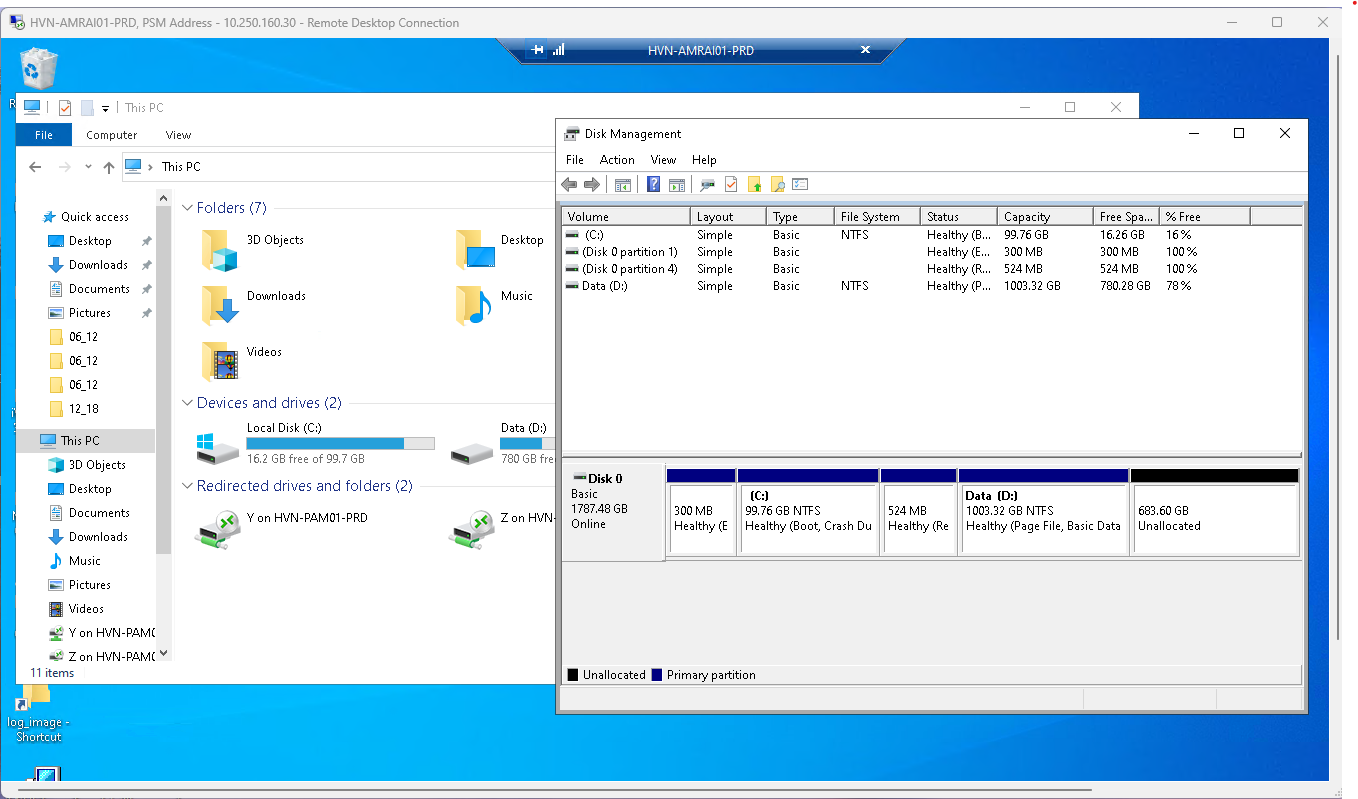 HVN-AMRAI01-PRD, PSM Address - 10.250.160.30 - Remote Desktop Connection
HVN-AMRAI01-PRD
R
This PC
File
Computer
View
This PC
Quick access
Desktop
Downloads
Documents
Pictures
06_12
06_12
06_12
12_18
This PC
3D Objects
Desktop
Documents
Downloads
Music
Pictures
Videos
Y on HVN-PAM0
Z on HVN-PAM0
11 items
Folders (7)
3D Objects
Desktop
Downloads
Music
Videos
Devices and drives (2)
Local Disk (C:)
16.2 GB free of 99.7 GB
Data (D:)
780 GB fre
Redirected drives and folders (2)
Y on HVN-PAM01-PRD
Z on HVN-
Disk Management
File Action View Help
Volume Layout Type File System Status Capacity Free Spa... % Free
(C:) Simple Basic NTFS Healthy (B... 99.76 GB 16.26 GB 16 %
(Disk 0 partition 1) Simple Basic Healthy (E... 300 MB 300 MB 100 %
(Disk 0 partition 4) Simple Basic Healthy (R... 524 MB 524 MB 100 %
Data (D:) Simple Basic NTFS Healthy (P... 1003.32 GB 780.28 GB 78 %
Disk 0
Basic
1787.48 GB
Online
300 MB
Healthy (E
(C:)
99.76 GB NTFS
Healthy (Boot, Crash Du
524 MB
Healthy (Re
Data (D:)
1003.32 GB NTFS
Healthy (Page File, Basic Data
683.60 GB
Unallocated
Unallocated Primary partition
log_image -
Shortcut